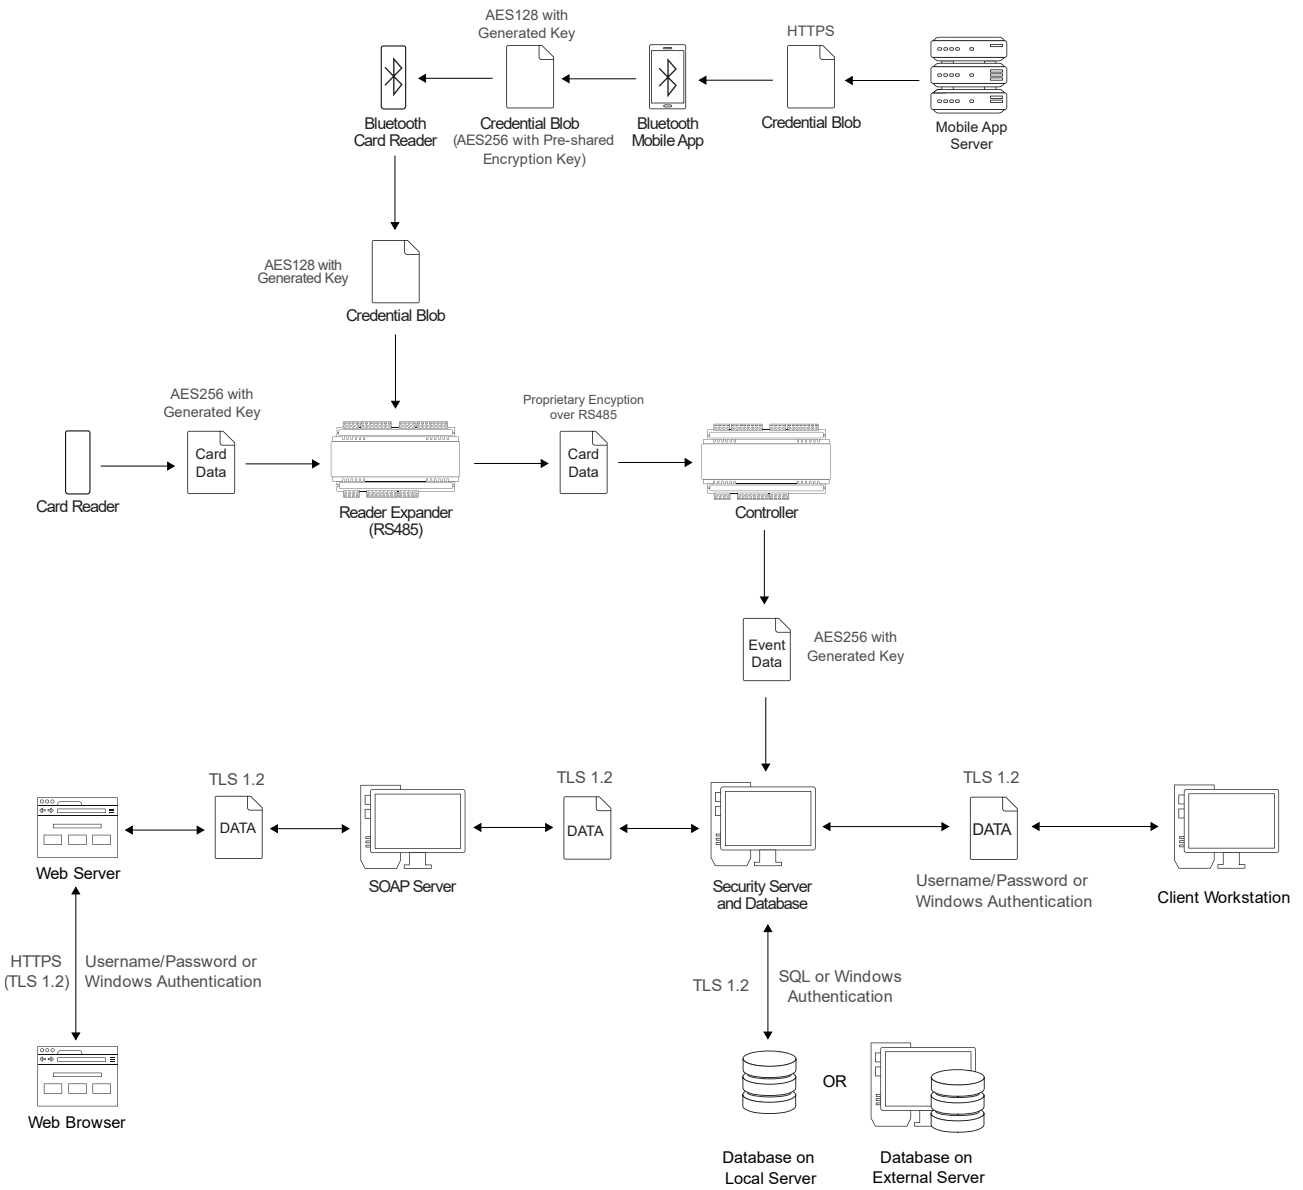 AES128 with
Generated Key
HTTPS
Bluetooth
Card Reader
Credential Blob
(AES256 with Pre-shared
Encryption Key)
Bluetooth
Mobile App
Credential Blob
Mobile App
Server
AES128 with
Generated Key
Credential Blob
AES256 with
Generated Key
Proprietary Encyption
over RS485
Card
Data
Card
Data
Card Reader
Reader Expander
(RS485)
Controller
Event
Data
AES256 with
Generated Key
TLS 1.2
TLS 1.2
TLS 1.2
DATA
DATA
DATA
Web Server
SOAP Server
Security Server
and Database
Username/Password or
Windows Authentication
Client Workstation
HTTPS
(TLS 1.2)
Username/Password or
Windows Authentication
TLS 1.2
SQL or Windows
Authentication
OR
Web Browser
Database on
Local Server
Database on
External Server